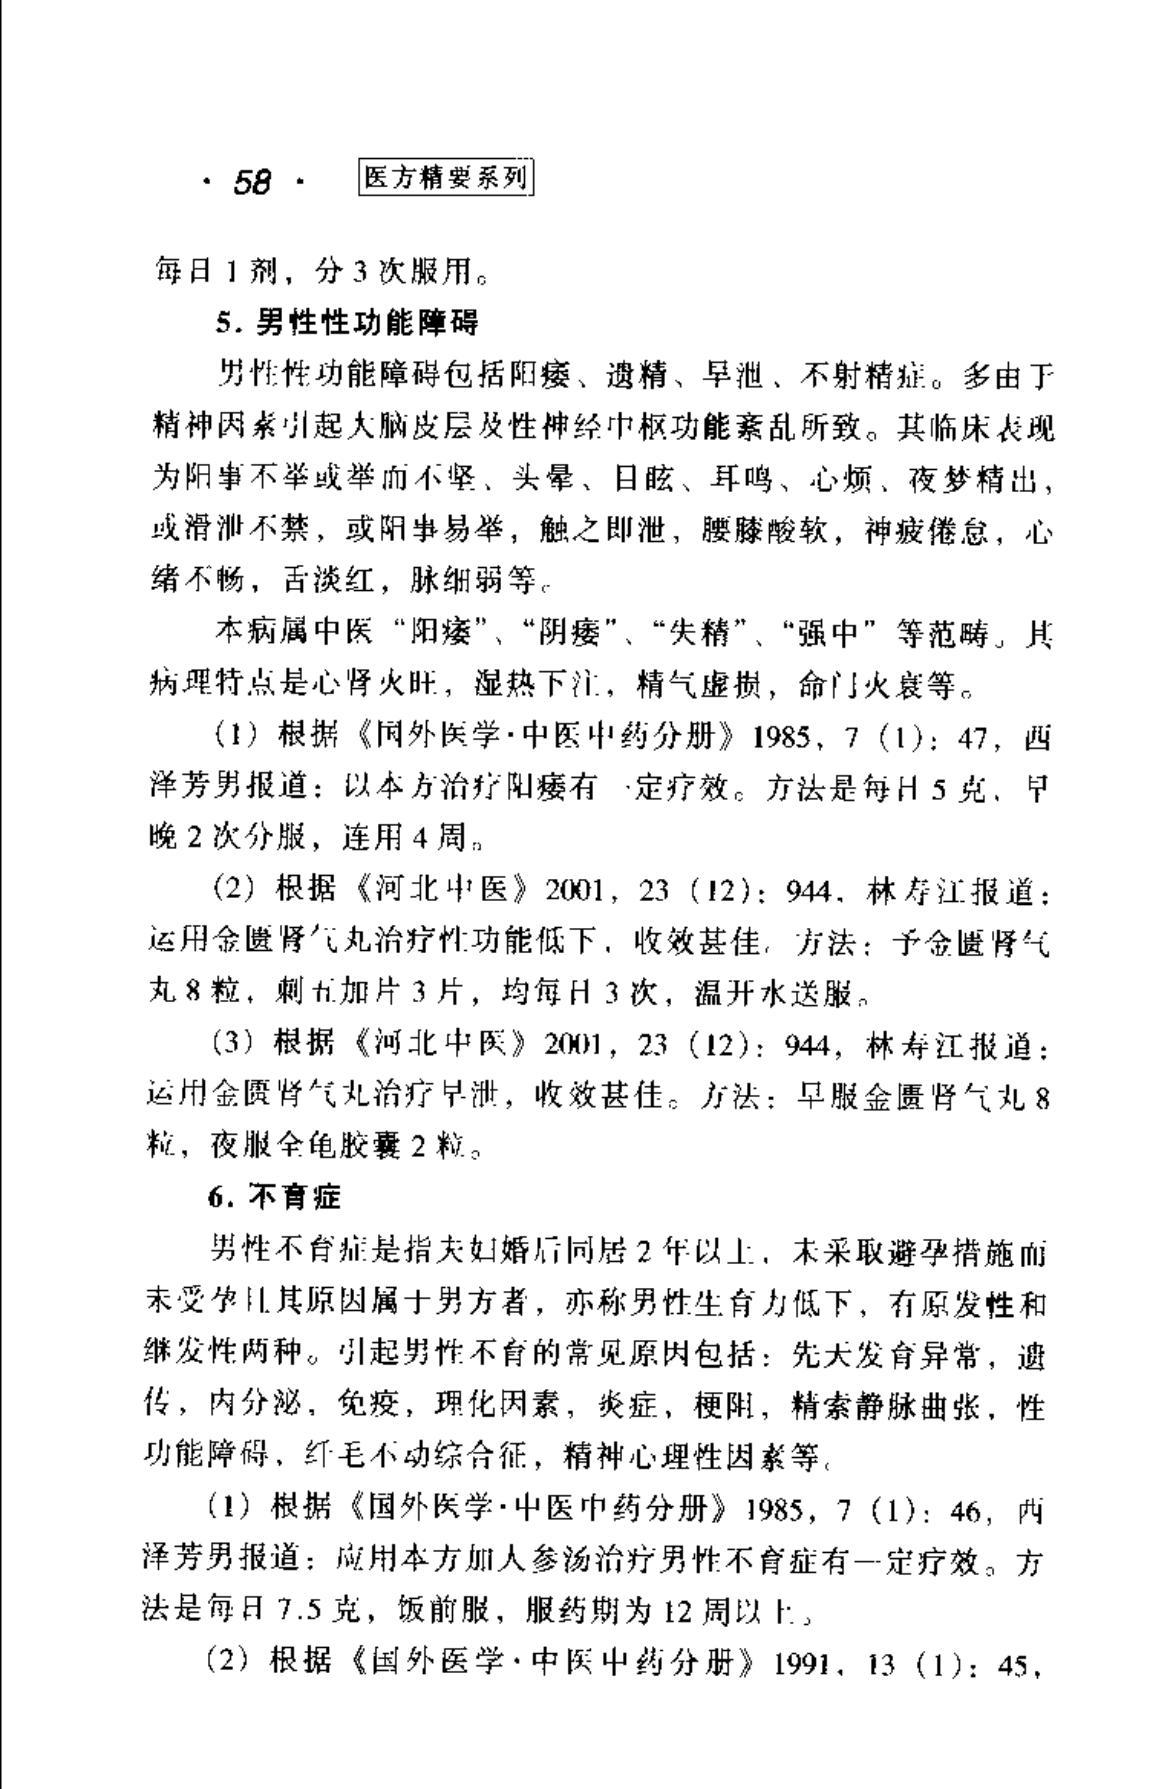 ·58· 医方精要系列
每日1剂，分3次服用。
5. 男性性功能障碍
男性性功能障碍包括阳痿、遗精、早泄、不射精症。多由于
精神因素引起大脑皮层及性神经中枢功能紊乱所致。其临床表现
为阳事不举或举而不坚、头晕、目眩、耳鸣、心烦、夜梦精出，
或滑泄不禁，或阳事易举，触之即泄，腰膝酸软，神疲倦怠，心
绪不畅，舌淡红，脉细弱等。
本病属中医“阳痿”、“阴痿”、“失精”、“强中”等范畴。其
病理特点是心肾火旺，湿热下注，精气虚损，命门火衰等。
(1) 根据《国外医学·中医中药分册》1985，7（1）：47，西
泽芳男报道：以本方治疗阳痿有一定疗效。方法是每日5克，早
晚2次分服，连用4周。
(2) 根据《河北中医》2001，23（12）：944，林寿江报道：
运用金匮肾气丸治疗性功能低下，收效甚佳。方法：予金匮肾气
丸8粒，刺五加片3片，均每日3次，温开水送服。
(3) 根据《河北中医》2001，23（12）：944，林寿江报道：
运用金匮肾气丸治疗早泄，收效甚佳。方法：早服金匮肾气丸8
粒，夜服全龟胶囊2粒。
6. 不育症
男性不育症是指夫妇婚后同居2年以上，未采取避孕措施而
未受孕且其原因属于男方者，亦称男性生育力低下，有原发性和
继发性两种。引起男性不育的常见原因包括：先天发育异常，遗
传，内分泌，免疫，理化因素，炎症，梗阻，精索静脉曲张，性
功能障碍，纤毛不动综合征，精神心理性因素等。
(1) 根据《国外医学·中医中药分册》1985，7（1）：46，西
泽芳男报道：应用本方加人参汤治疗男性不育症有一定疗效。方
法是每日7.5克，饭前服，服药期为12周以上。
(2) 根据《国外医学·中医中药分册》1991，13（1）：45，